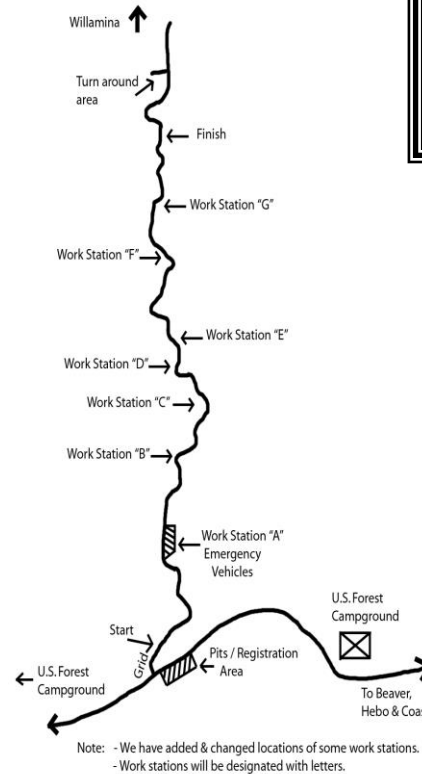 Willamina
Turn around
area
Finish
Work Station "G"
Work Station "F"
Work Station "E"
Work Station "D"
Work Station "C"
Work Station "B"
Work Station "A"
Emergency
Vehicles
U.S. Forest
Campground
Start
Grid
Pits / Registration
Area
U.S. Forest
Campground
To Beaver,
Hebo & Coas
Note: - We have added & changed locations of some work stations.
- Work stations will be designated with letters.